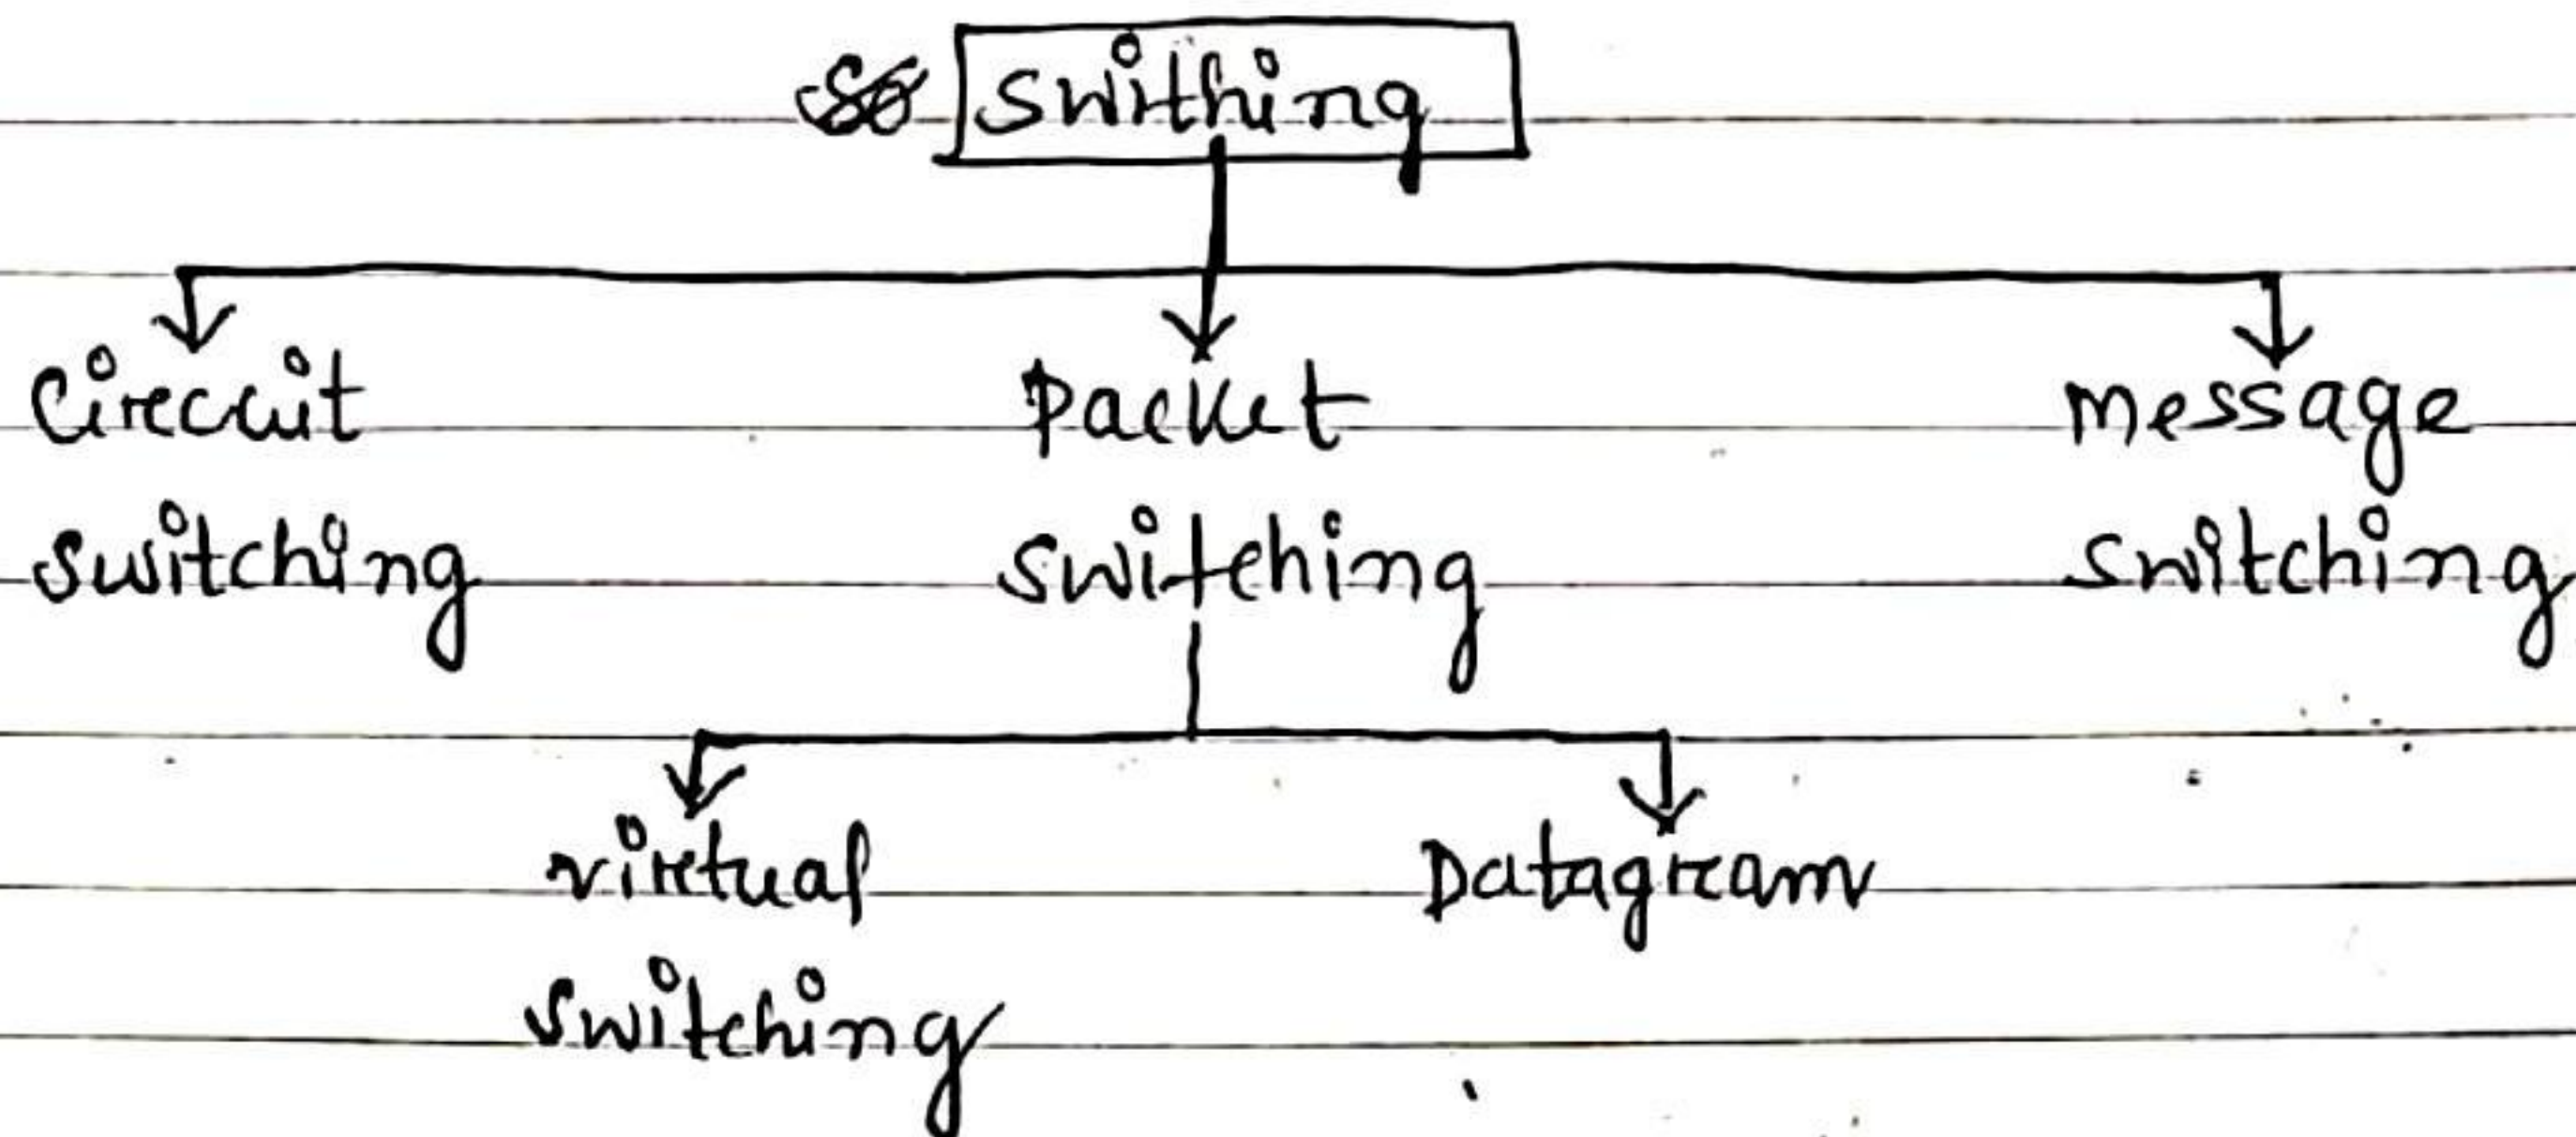 Swithing
Circuit Packet Message
Switching Switching Switching
Virtual Datagram
Switching